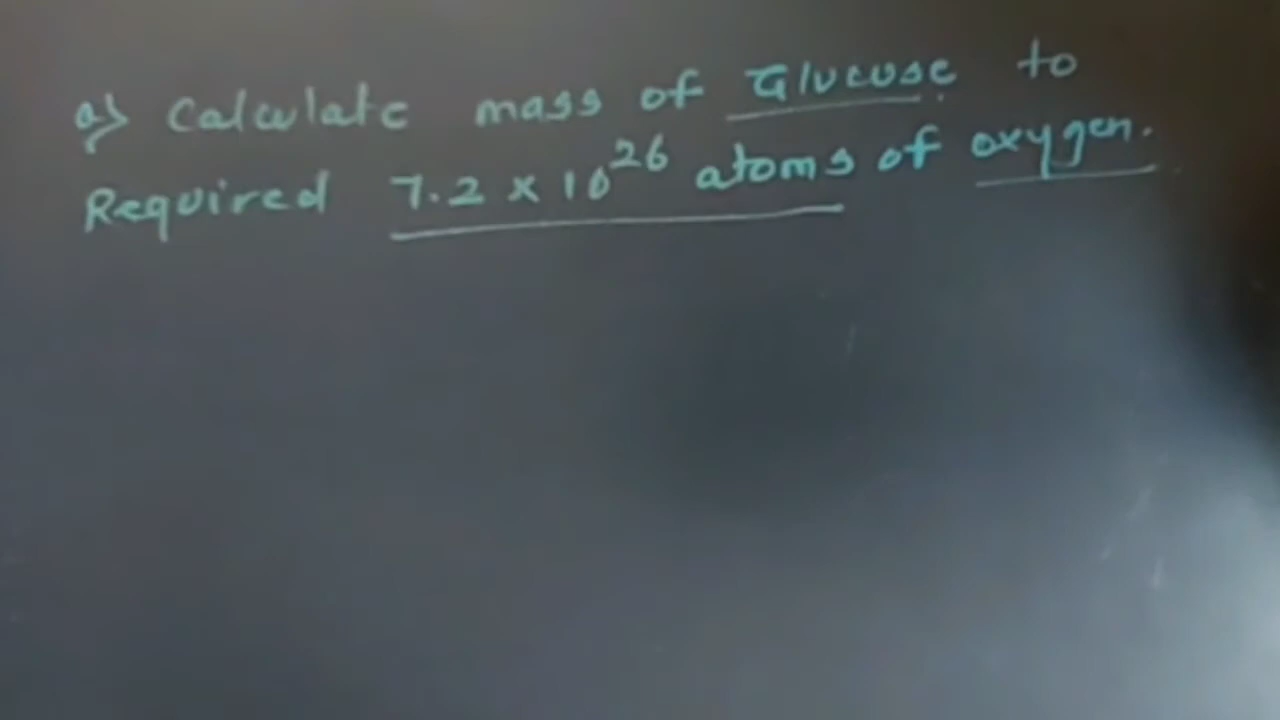 Q) Calculate mass of Glucose to
Required 7.2 x 10^26 atoms of oxygen.